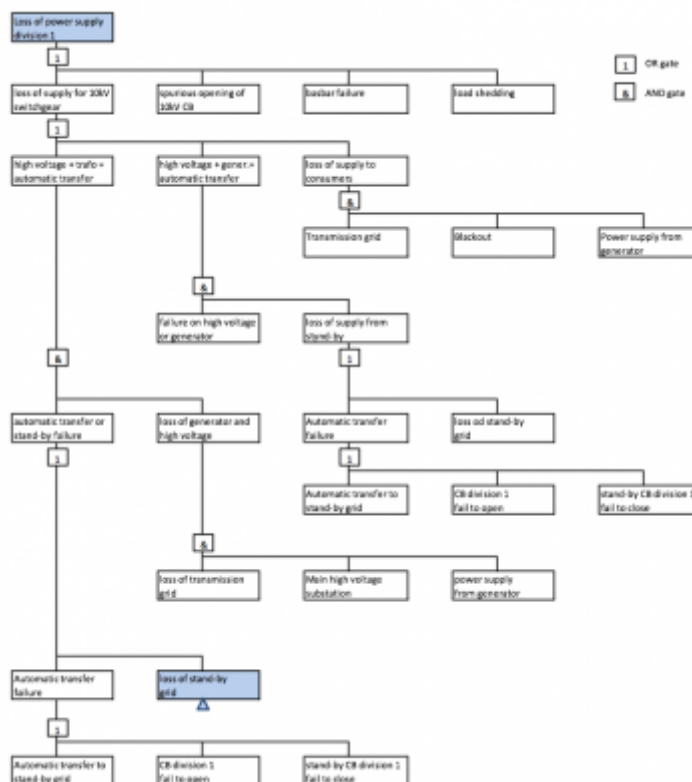 Loss of power supply
division 1
1
1
OR gate
loss of supply for 10kV
switchgear
spurious opening of
10kV CB
busbar failure
load shedding
&
AND gate
1
high voltage + trafo =
automatic transfer
high voltage + gener.=
automatic transfer
loss of supply to
consumers
&
Transmission grid
Blackout
Power supply from
generator
&
failure on high voltage
or generator
loss of supply from
stand-by
&
1
automatic transfer or
stand-by failure
loss of generator and
high voltage
Automatic transfer
failure
loss od stand-by
grid
1
1
Automatic transfer to
stand-by grid
CB division 1
fail to open
stand-by CB division 1
fail to close
&
loss of transmission
grid
Main high voltage
substation
power supply
from generator
Automatic transfer
failure
loss of stand-by
grid
1
Automatic transfer to
stand-by grid
CB division 1
fail to open
stand-by CB division 1
fail to close